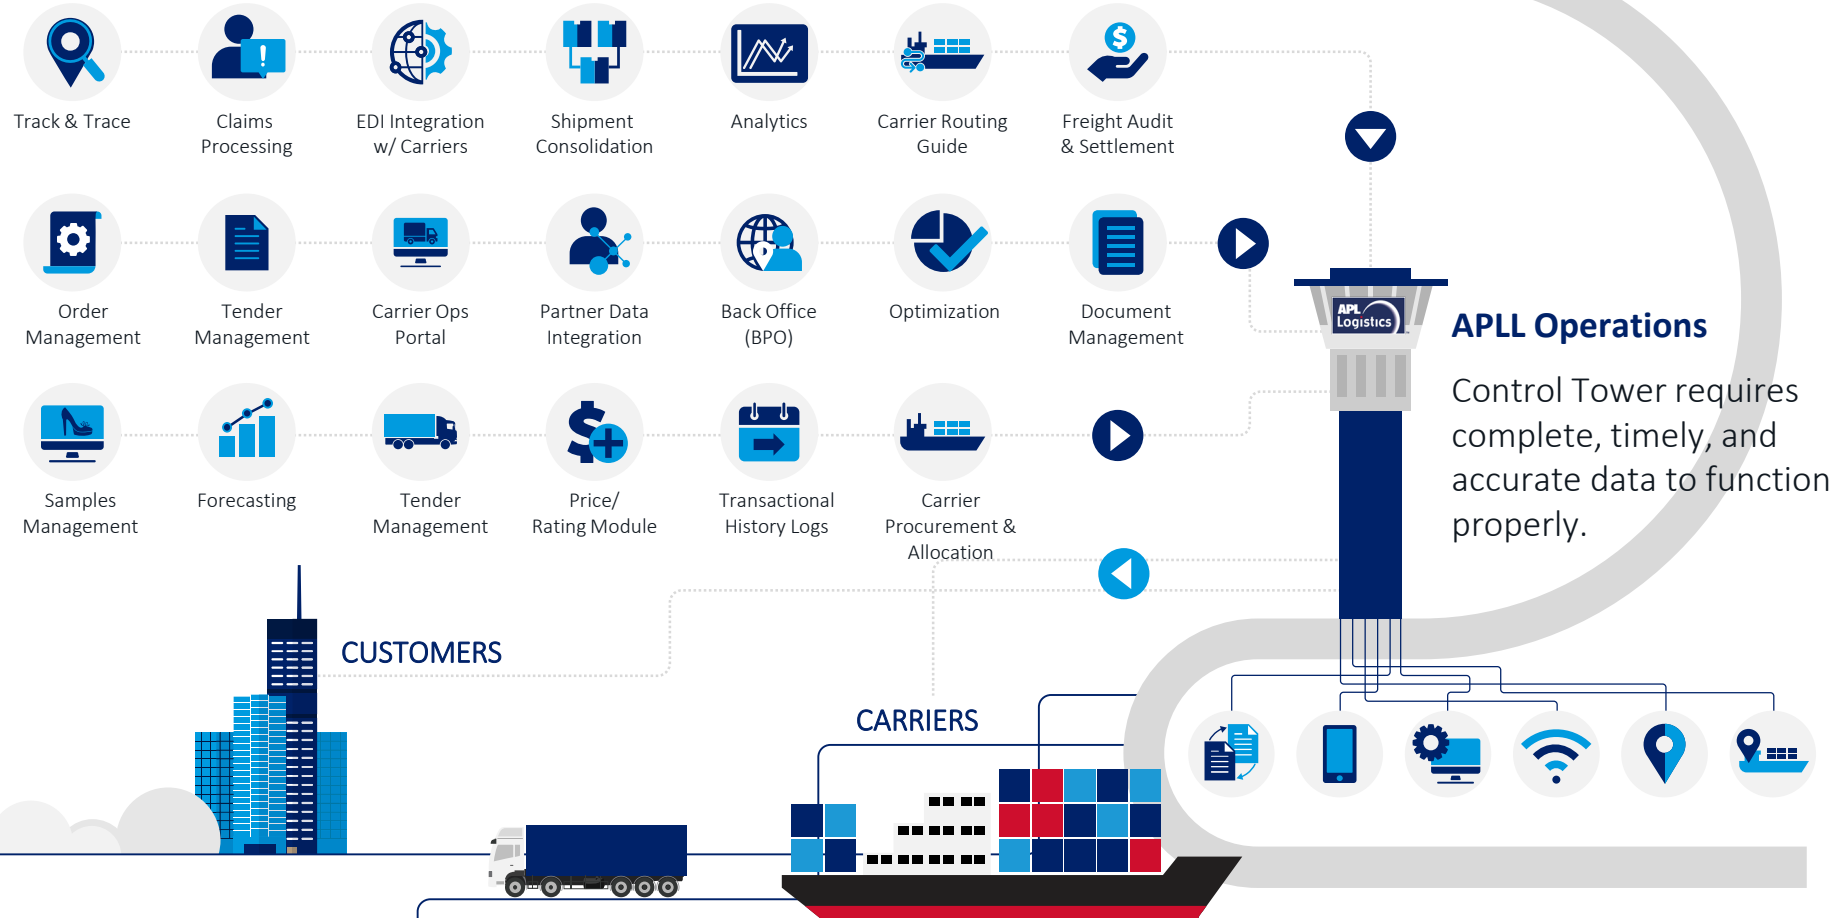 Track & Trace
Claims
Processing
EDI Integration
w/ Carriers
Shipment
Consolidation
Analytics
Carrier Routing
Guide
Freight Audit
& Settlement
Order
Management
Tender
Management
Carrier Ops
Portal
Partner Data
Integration
Back Office
(BPO)
Optimization
Document
Management
APL
Logistics
APLL Operations
Control Tower requires
complete, timely, and
accurate data to function
properly.
Samples
Management
Forecasting
Tender
Management
Price/
Rating Module
Transactional
History Logs
Carrier
Procurement &
Allocation
CUSTOMERS
CARRIERS